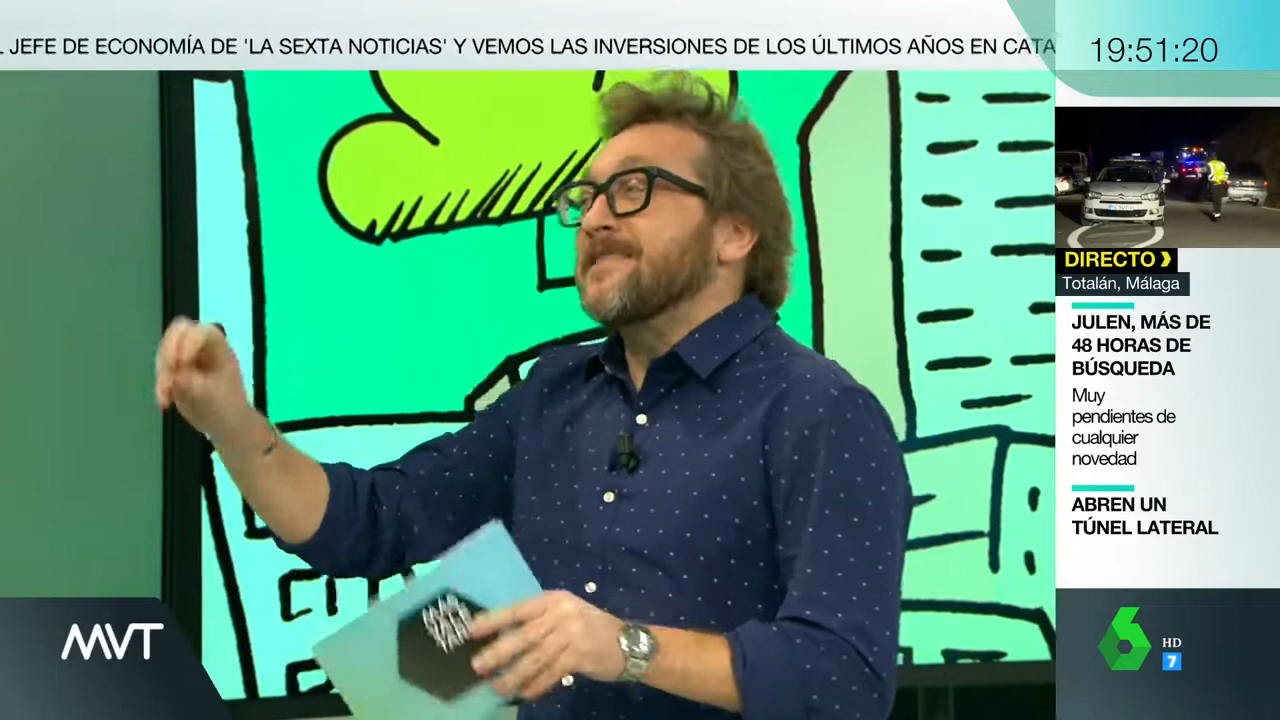 L JEFE DE ECONOMÍA DE 'LA SEXTA NOTICIAS' Y VEMOS LAS INVERSIONES DE LOS ÚLTIMOS AÑOS EN CATA
19:51:20
DIRECTO
Totalán, Málaga
JULEN, MÁS DE
48 HORAS DE
BÚSQUEDA
Muy
pendientes de
cualquier
novedad
ABREN UN
TÚNEL LATERAL
MVT
6
HD
7